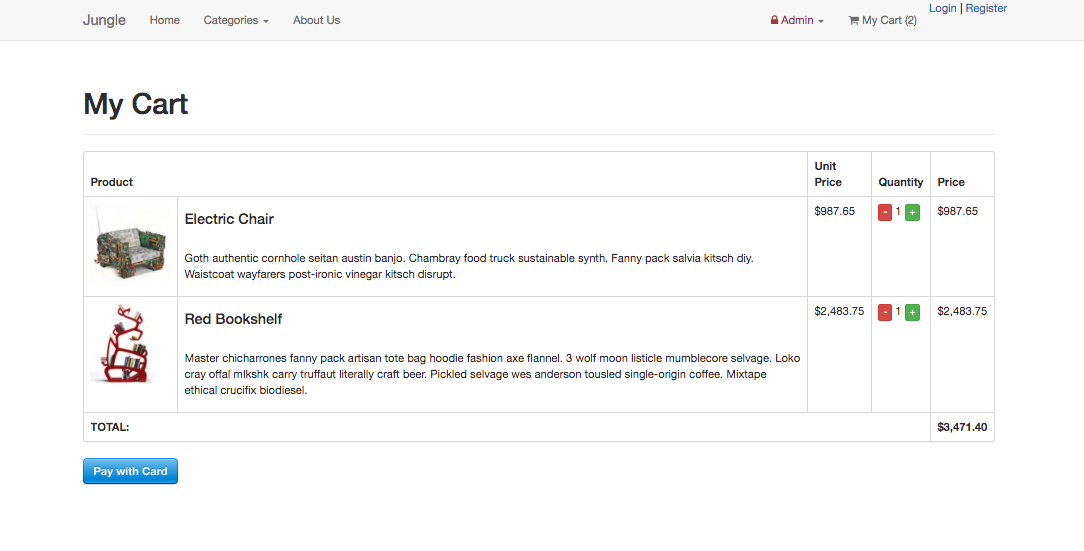 Jungle Home Categories About Us Admin My Cart (2) Login | Register
My Cart
Product Unit Price Quantity Price
Electric Chair $987.65 - 1 + $987.65
Goth authentic cornhole seitan austin banjo. Chambray food truck sustainable synth. Fanny pack salvia kitsch diy.
Waistcoat wayfarers post-ironic vinegar kitsch disrupt.
Red Bookshelf $2,483.75 - 1 + $2,483.75
Master chicharrones fanny pack artisan tote bag hoodie fashion axe flannel. 3 wolf moon listicle mumblecore selvage. Loko
cray offal mlkshk carry truffaut literally craft beer. Pickled selvage wes anderson tousled single-origin coffee. Mixtape
ethical crucifix biodiesel.
TOTAL: $3,471.40
Pay with Card